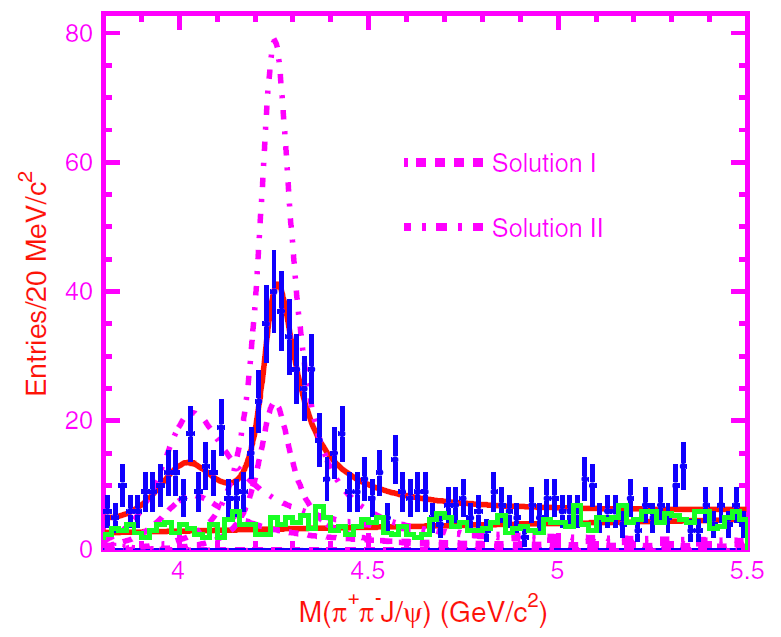 80
60
40
20
0
Entries/20 MeV/c²
Solution I
Solution II
4
4.5
5
5.5
M(π⁺π⁻J/ψ) (GeV/c²)